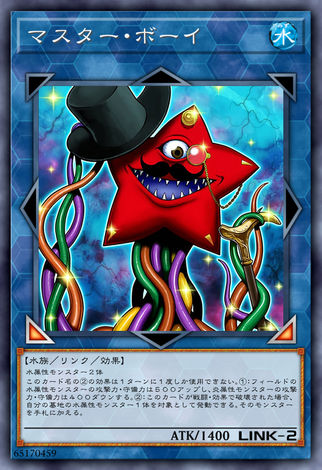 マスター・ボーイ
水
【水族／リンク／効果】
水属性モンスター２体
このカード名の②の効果は１ターンに１度しか使用できない。①：フィールドの
水属性モンスターの攻撃力・守備力は５００アップし、炎属性モンスターの攻撃
力・守備力は４００ダウンする。②：このカードが戦闘・効果で破壊された場合、
自分の墓地の水属性モンスター１体を対象として発動できる。そのモンスター
を手札に加える。
ATK/1400 LINK-2
65170459